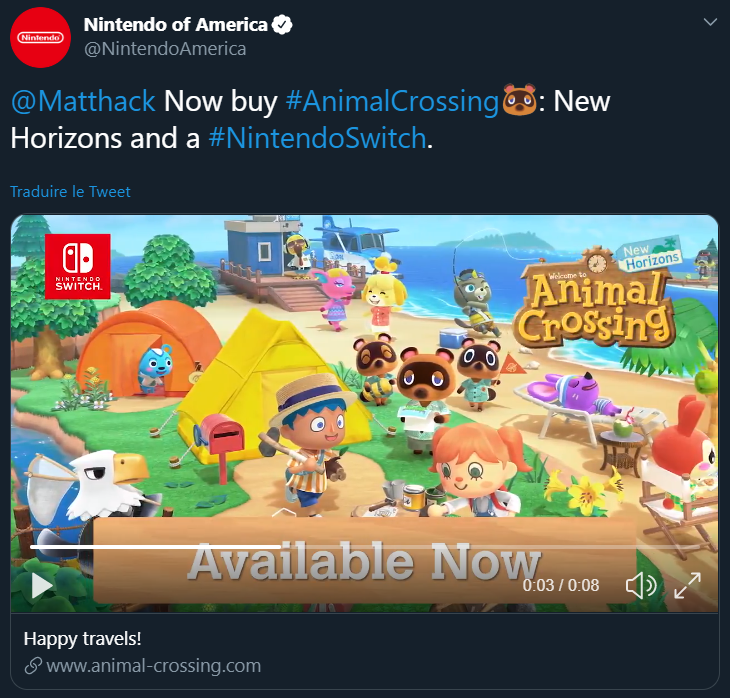 Nintendo of America
Nintendo
@NintendoAmerica
@Matthack Now buy #AnimalCrossing: New
Horizons and a #NintendoSwitch.
Traduire le Tweet
NINTENDO
SWITCH.
New
Horizons
Welcome to
Animal
Crossing
Available Now
0:03 / 0:08
Happy travels!
www.animal-crossing.com